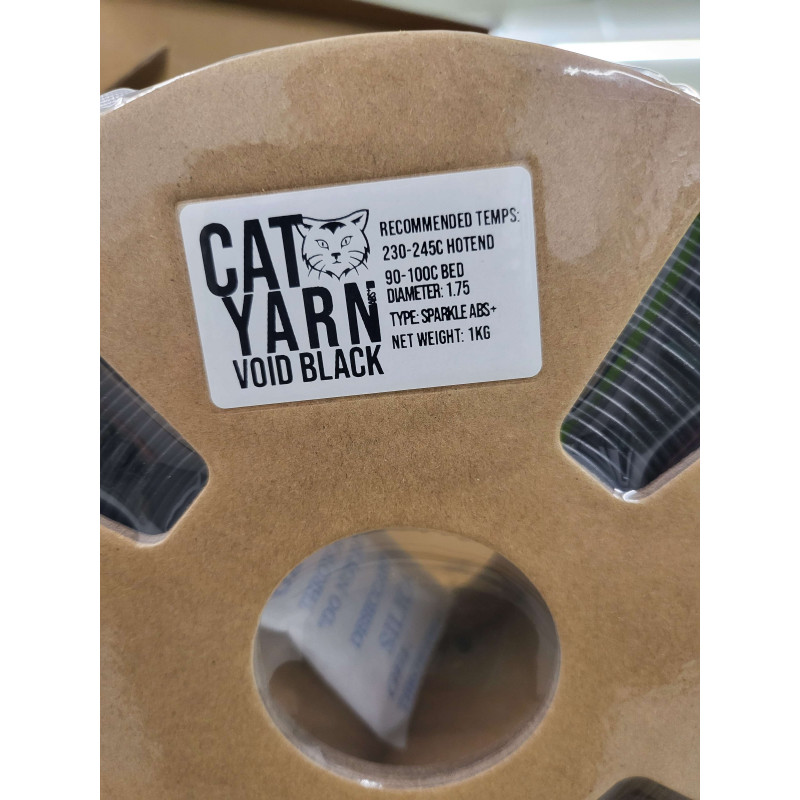 CAT
YARN
ABS+
VOID BLACK
RECOMMENDED TEMPS:
230-245C HOTEND
90-100C BED
DIAMETER: 1.75
TYPE: SPARKLE ABS+
NET WEIGHT: 1KG